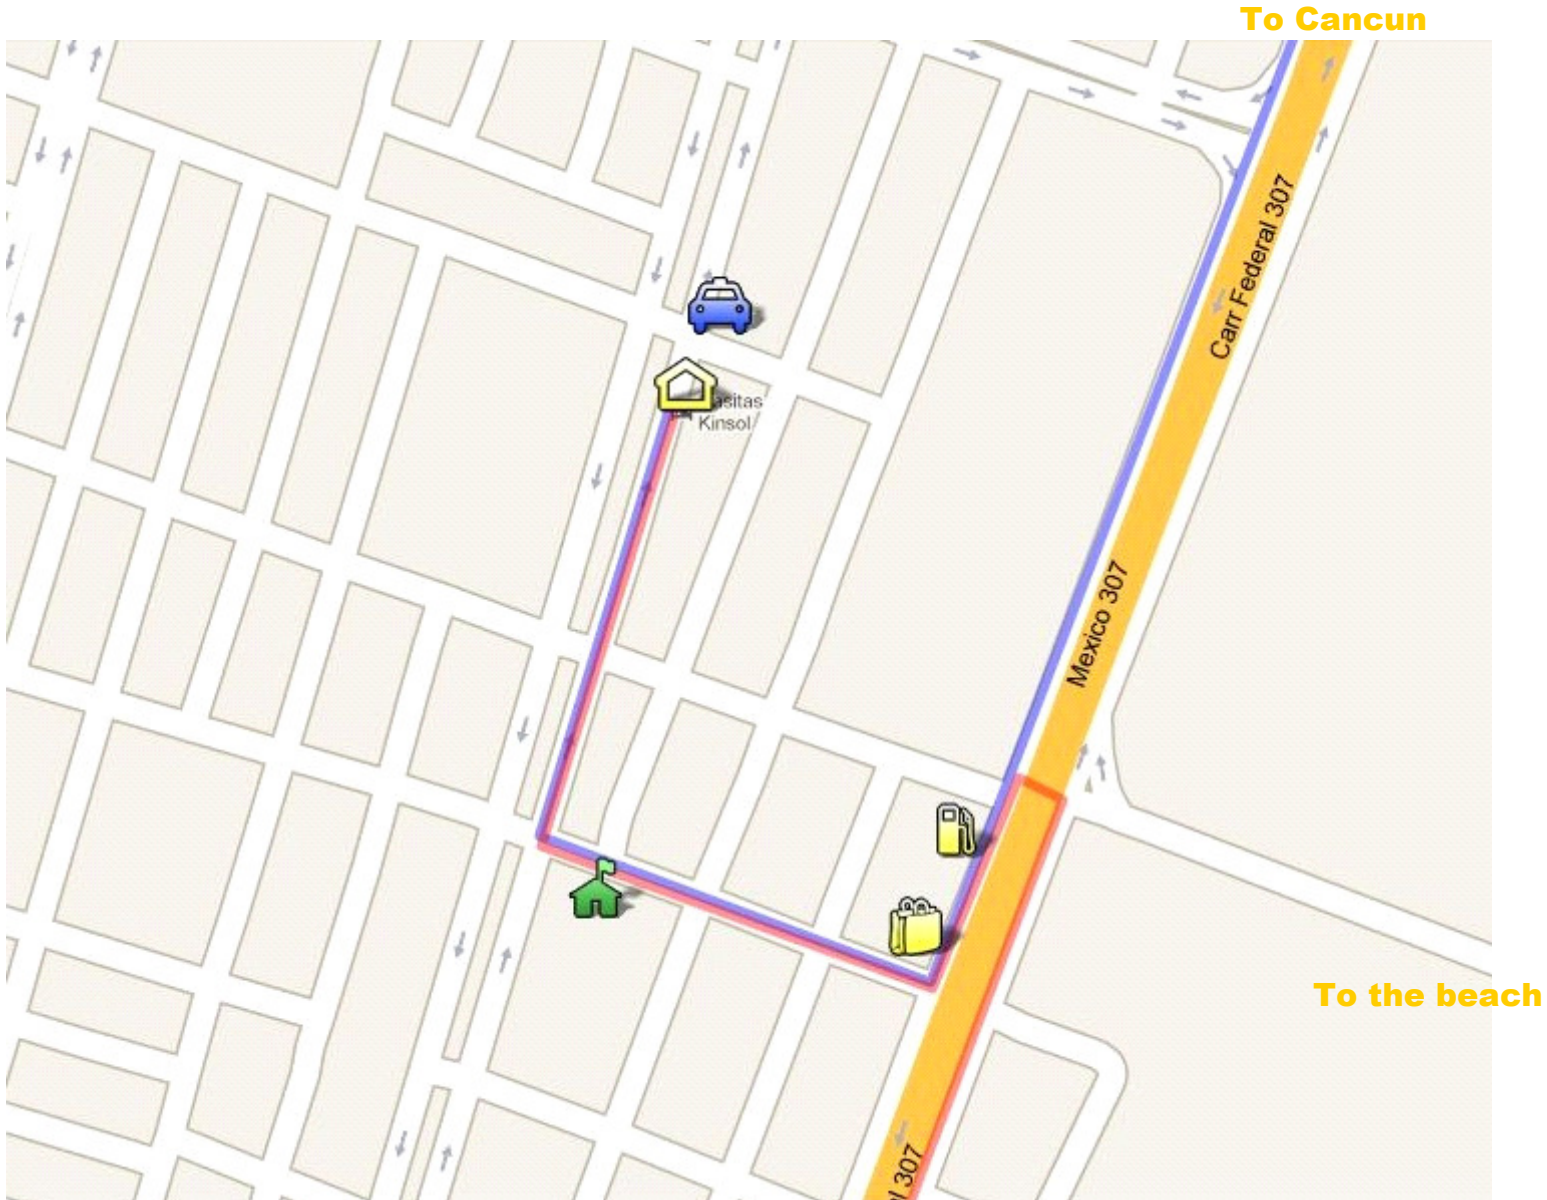 To Cancun
Carr Federal 307
asitas
Kinsol
Mexico 307
To the beach
l 307